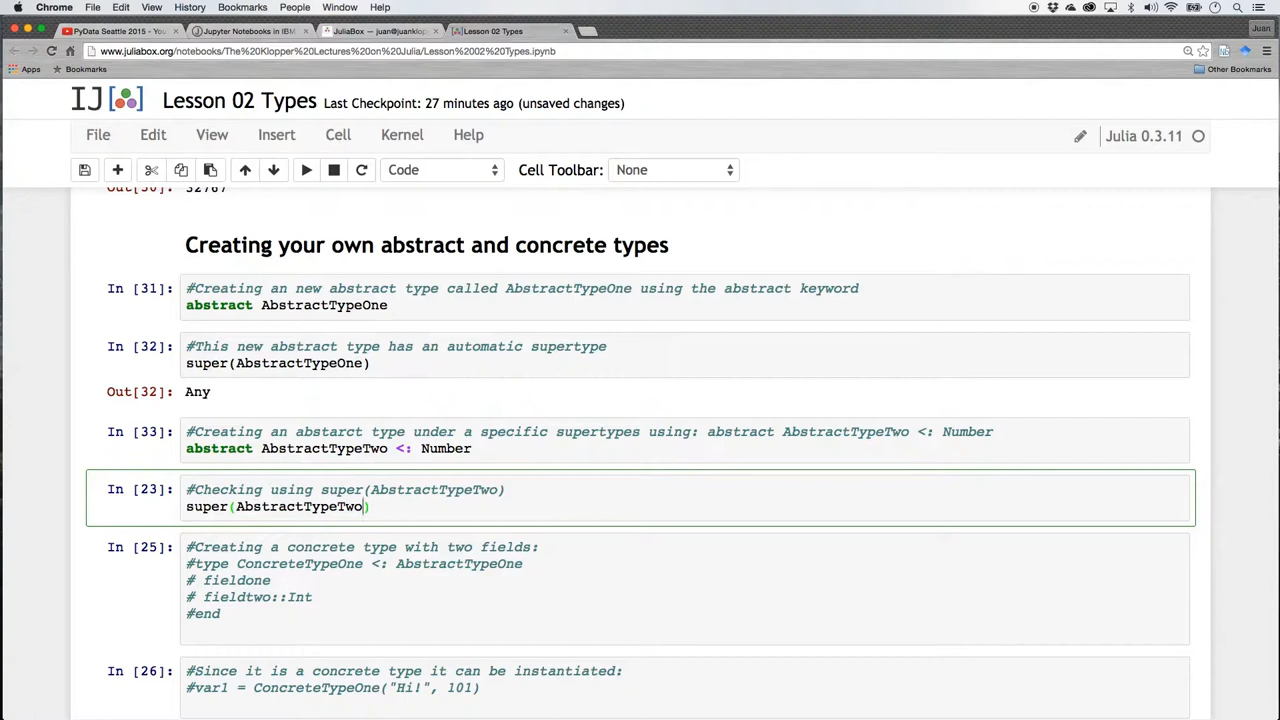 Chrome File Edit View History Bookmarks People Window Help
PyData Seattle 2015 - You
Jupyter Notebooks in IBM
JuliaBox — juan@juanklop
Lesson 02 Types
Juan
www.juliabox.org/notebooks/The%20Klopper%20Lectures%20on%20Julia/Lesson%2002%20Types.ipynb
Apps Bookmarks Other Bookmarks
IJ Lesson 02 Types Last Checkpoint: 27 minutes ago (unsaved changes)
File Edit View Insert Cell Kernel Help Julia 0.3.11
Code Cell Toolbar: None
Out[30]: 32767
Creating your own abstract and concrete types
In [31]: #Creating an new abstract type called AbstractTypeOne using the abstract keyword
abstract AbstractTypeOne
In [32]: #This new abstract type has an automatic supertype
super(AbstractTypeOne)
Out[32]: Any
In [33]: #Creating an abstarct type under a specific supertypes using: abstract AbstractTypeTwo <: Number
abstract AbstractTypeTwo <: Number
In [23]: #Checking using super(AbstractTypeTwo)
super(AbstractTypeTwo)
In [25]: #Creating a concrete type with two fields:
#type ConcreteTypeOne <: AbstractTypeOne
# fieldone
# fieldtwo::Int
#end
In [26]: #Since it is a concrete type it can be instantiated:
#var1 = ConcreteTypeOne("Hi!", 101)